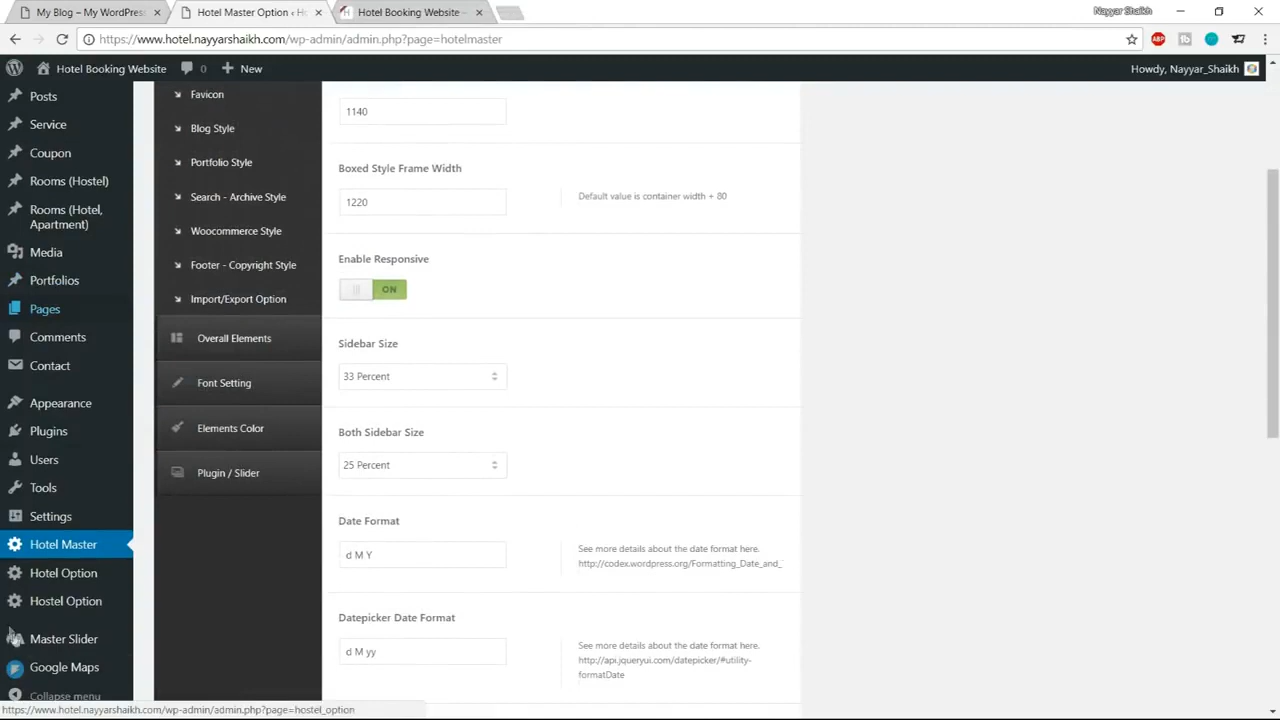 My Blog – My WordPress
Hotel Master Option ‹ Ho
Hotel Booking Website –
Nayyar Shaikh
https://www.hotel.nayyarshaikh.com/wp-admin/admin.php?page=hotelmaster
ABP
Hotel Booking Website
0
New
Howdy, Nayyar_Shaikh
Posts
Service
Coupon
Rooms (Hostel)
Rooms (Hotel,
Apartment)
Media
Portfolios
Pages
Comments
Contact
Appearance
Plugins
Users
Tools
Settings
Hotel Master
Hotel Option
Hostel Option
Master Slider
Google Maps
Collapse menu
Favicon
Blog Style
Portfolio Style
Search - Archive Style
Woocommerce Style
Footer - Copyright Style
Import/Export Option
Overall Elements
Font Setting
Elements Color
Plugin / Slider
1140
Boxed Style Frame Width
1220
Default value is container width + 80
Enable Responsive
ON
Sidebar Size
33 Percent
Both Sidebar Size
25 Percent
Date Format
d M Y
See more details about the date format here.
http://codex.wordpress.org/Formatting_Date_and_
Datepicker Date Format
d M yy
See more details about the date format here.
http://api.jqueryui.com/datepicker/#utility-
formatDate
https://www.hotel.nayyarshaikh.com/wp-admin/admin.php?page=hostel_option